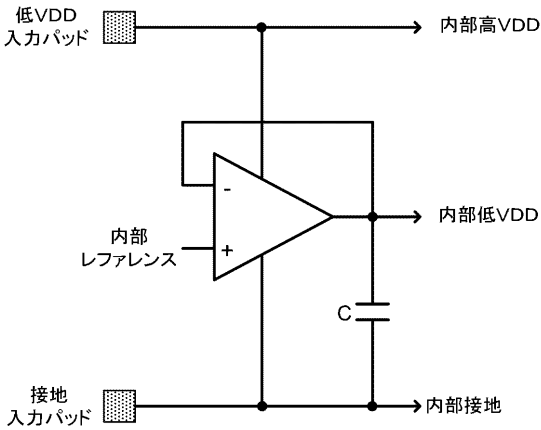 低VDD
入力パッド
内部高VDD
-
内部低VDD
内部
レファレンス
+
C
接地
入力パッド
内部接地